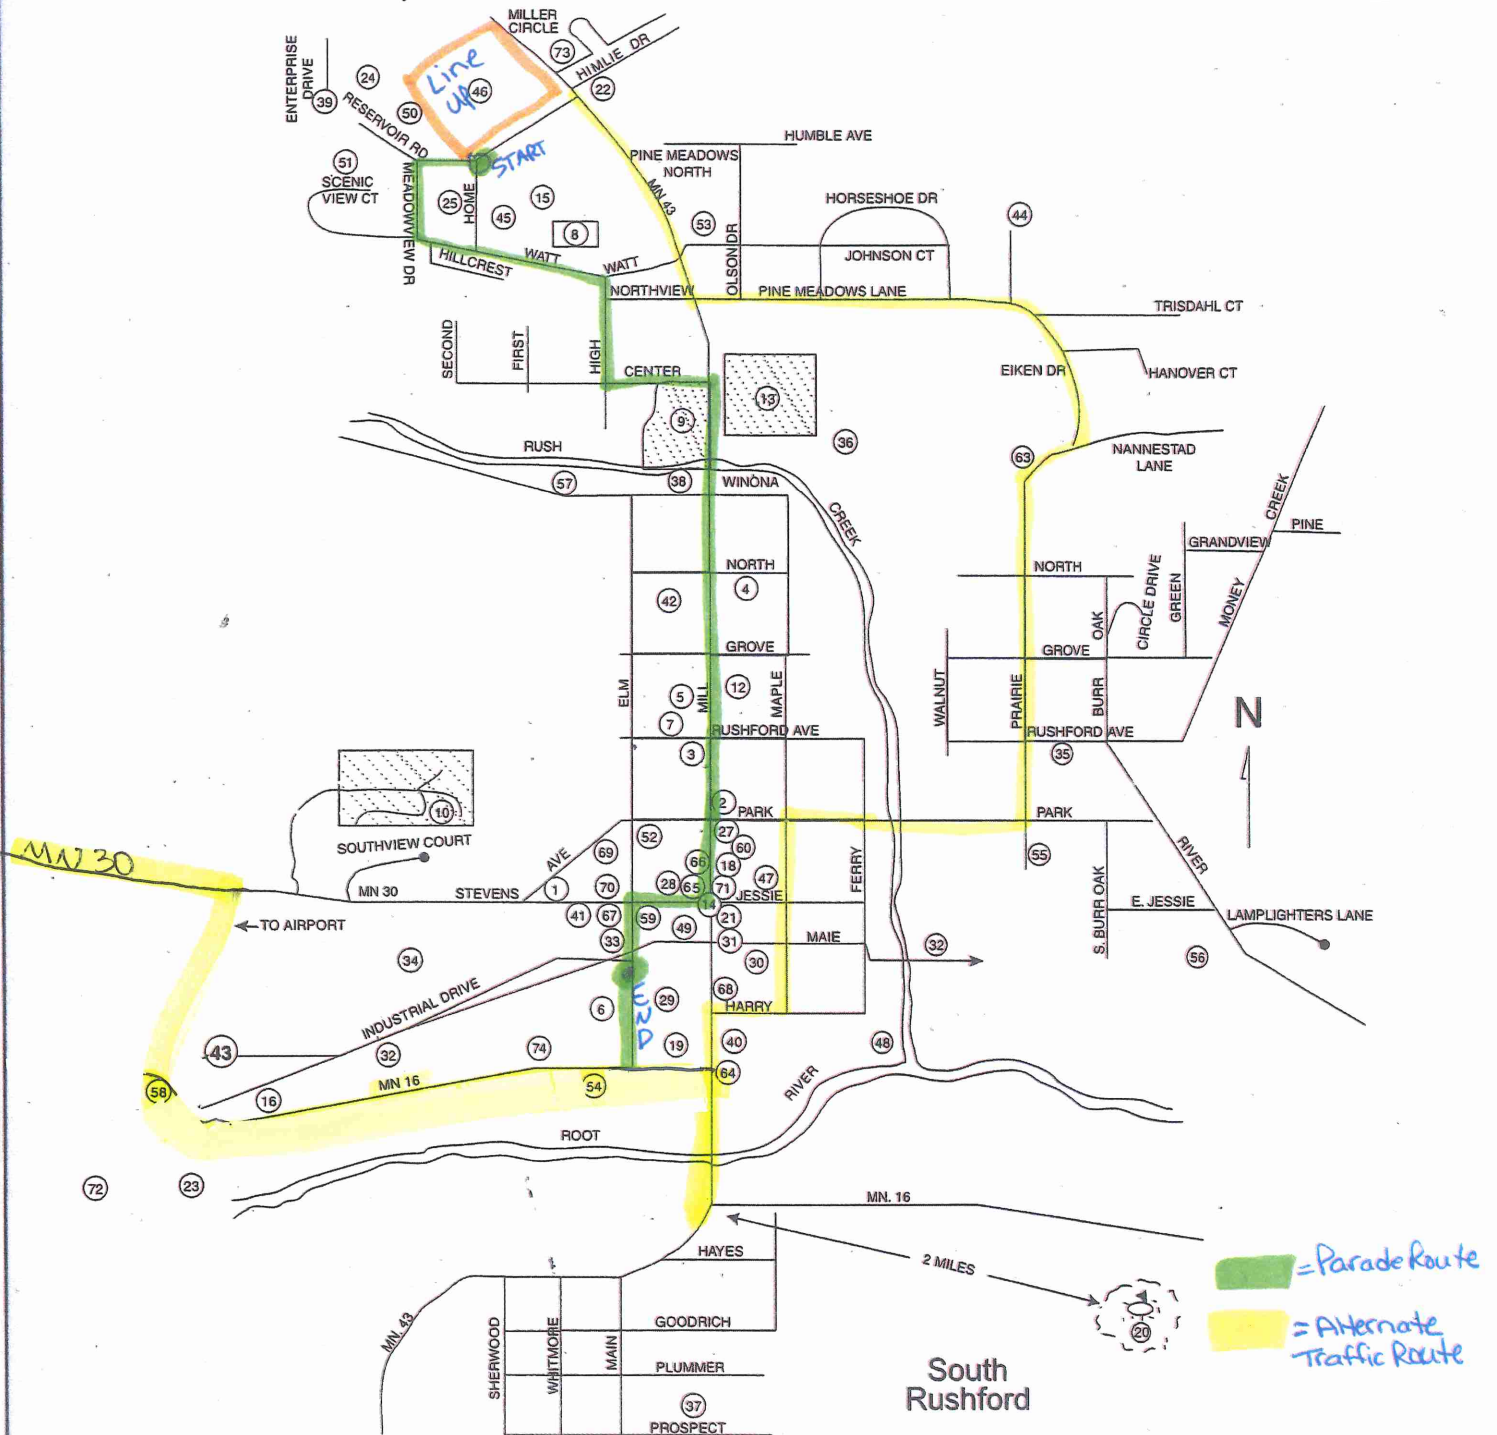 MILLER
CIRCLE
73
HIMLIE DR
22
ENTERPRISE
DRIVE
39
24
50
RESERVOIR RD
Line
up
46
START
51
SCENIC
VIEW CT
MEADOWVIEW DR
25
HOME
45
15
8
HILLCREST
WATT
WATT
HUMBLE AVE
PINE MEADOWS
NORTH
MN 43
53
OLSON DR
HORSESHOE DR
JOHNSON CT
44
NORTHVIEW
PINE MEADOWS LANE
TRISDAHL CT
SECOND
FIRST
HIGH
CENTER
EIKEN DR
HANOVER CT
9
13
36
RUSH
CREEK
57
38
WINONA
63
NANNESTAD
LANE
NORTH
4
42
GROVE
NORTH
CIRCLE DRIVE
GREEN
GRANDVIEW
MONEY
CREEK
PINE
ELM
5
7
MILL
12
MAPLE
RUSHFORD AVE
3
WALNUT
PRAIRIE
GROVE
BURR
OAK
RUSHFORD AVE
35
N
10
SOUTHVIEW COURT
2
PARK
PARK
52
27
60
69
AVE
66
18
47
FERRY
55
RIVER
MN 30
MN 30
STEVENS
1
70
28
65
71
JESSIE
14
S. BURR OAK
E. JESSIE
LAMPLIGHTERS LANE
TO AIRPORT
41
67
59
49
21
33
31
MAIE
32
56
34
30
INDUSTRIAL DRIVE
6
END
29
68
HARRY
43
32
74
19
40
48
58
16
MN 16
54
64
RIVER
ROOT
72
23
MN. 16
HAYES
2 MILES
20
MN. 43
SHERWOOD
WHITMORE
MAIN
GOODRICH
PLUMMER
37
PROSPECT
South
Rushford
= Parade Route
= Alternate
Traffic Route